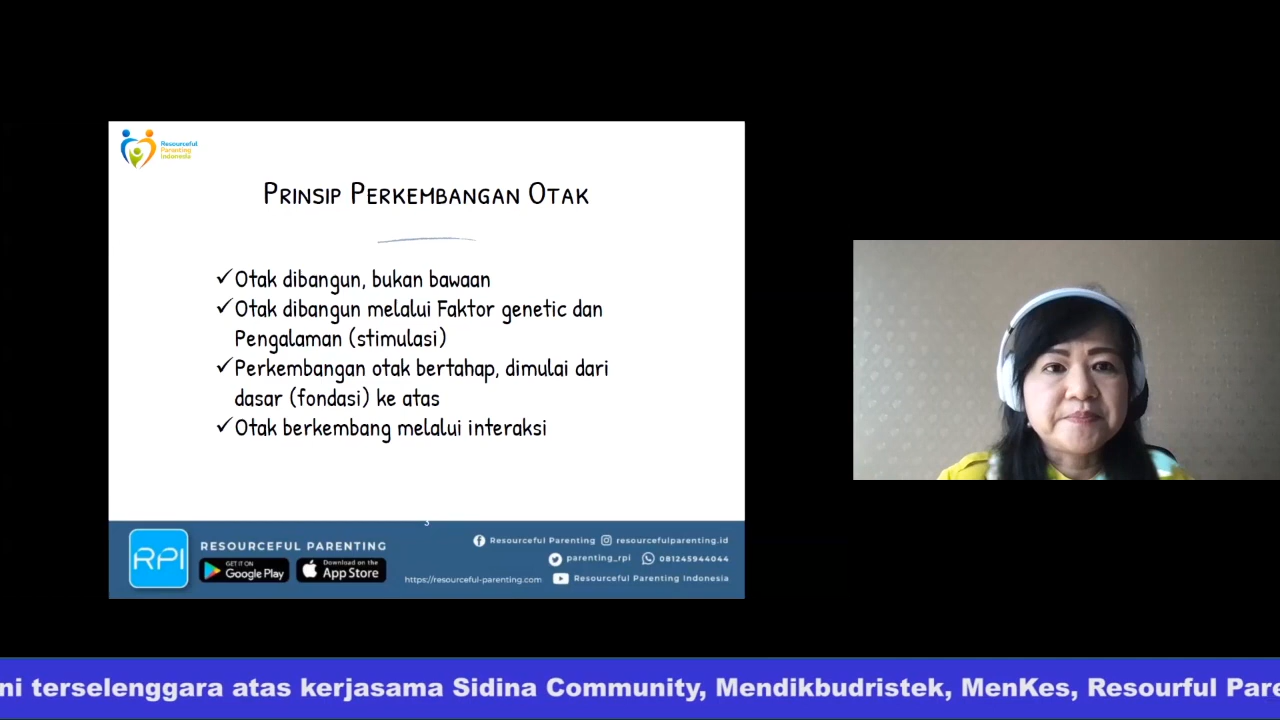 Resourceful
Parenting
Indonesia
Prinsip Perkembangan Otak
✓Otak dibangun, bukan bawaan
✓Otak dibangun melalui Faktor genetic dan
Pengalaman (stimulasi)
✓Perkembangan otak bertahap, dimulai dari
dasar (fondasi) ke atas
✓Otak berkembang melalui interaksi
3
RPI
RESOURCEFUL PARENTING
GET IT ON
Google Play
Download on the
App Store
Resourceful Parenting resourcefulparenting.id
parenting_rpi 081245944044
https://resourceful-parenting.com Resourceful Parenting Indonesia
ni terselenggara atas kerjasama Sidina Community, Mendikbudristek, MenKes, Resourful Pare